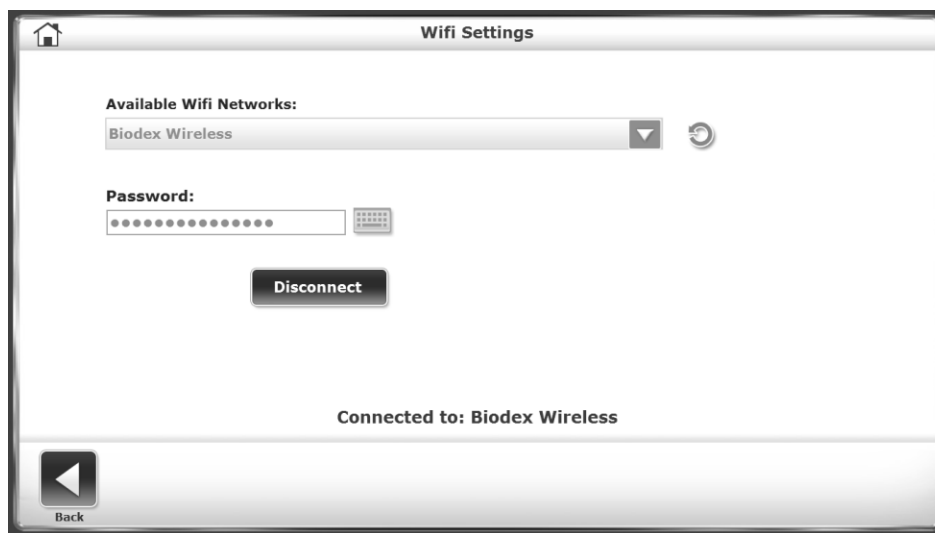 Wifi Settings
Available Wifi Networks:
Biodex Wireless
Password:
Disconnect
Connected to: Biodex Wireless
Back